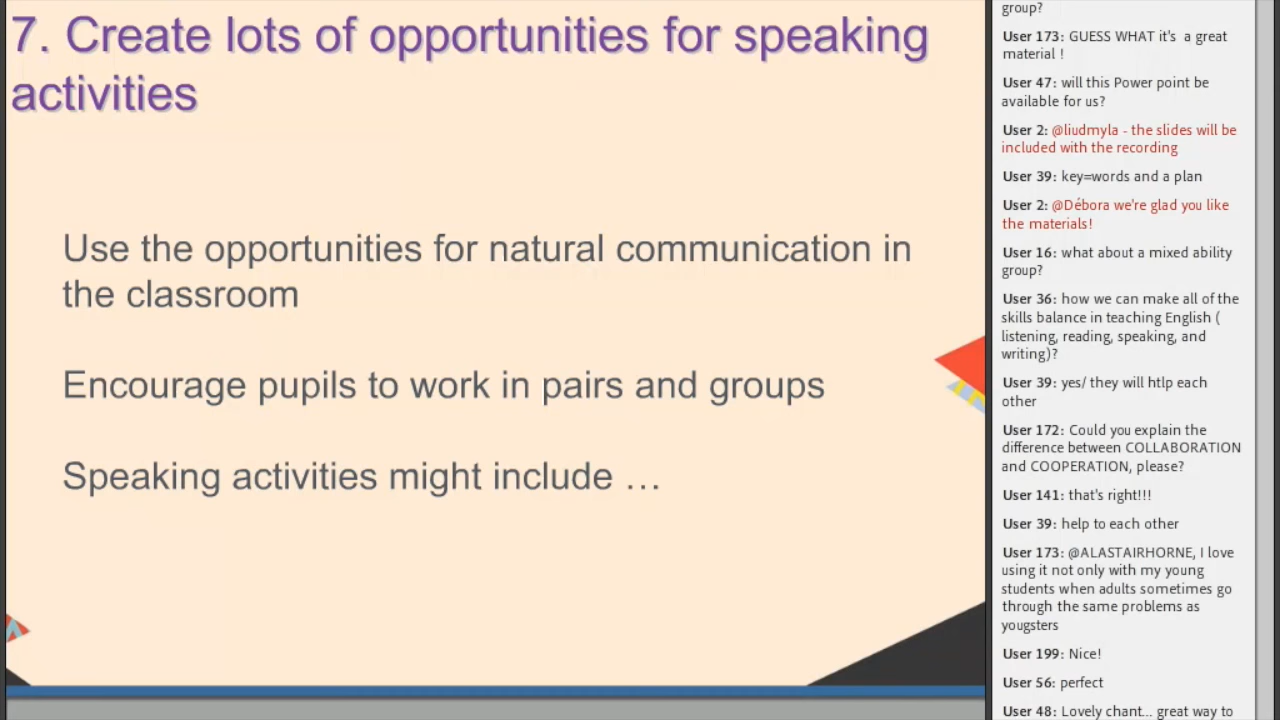 7. Create lots of opportunities for speaking
activities
Use the opportunities for natural communication in
the classroom
Encourage pupils to work in pairs and groups
Speaking activities might include …
group?
User 173: GUESS WHAT it's a great
material !
User 47: will this Power point be
available for us?
User 2: @liudmyla - the slides will be
included with the recording
User 39: key=words and a plan
User 2: @Débora we're glad you like
the materials!
User 16: what about a mixed ability
group?
User 36: how we can make all of the
skills balance in teaching English (
listening, reading, speaking, and
writing)?
User 39: yes/ they will htlp each
other
User 172: Could you explain the
difference between COLLABORATION
and COOPERATION, please?
User 141: that's right!!!
User 39: help to each other
User 173: @ALASTAIRHORNE, I love
using it not only with my young
students when adults sometimes go
through the same problems as
yougsters
User 199: Nice!
User 56: perfect
User 48: Lovely chant... great way to